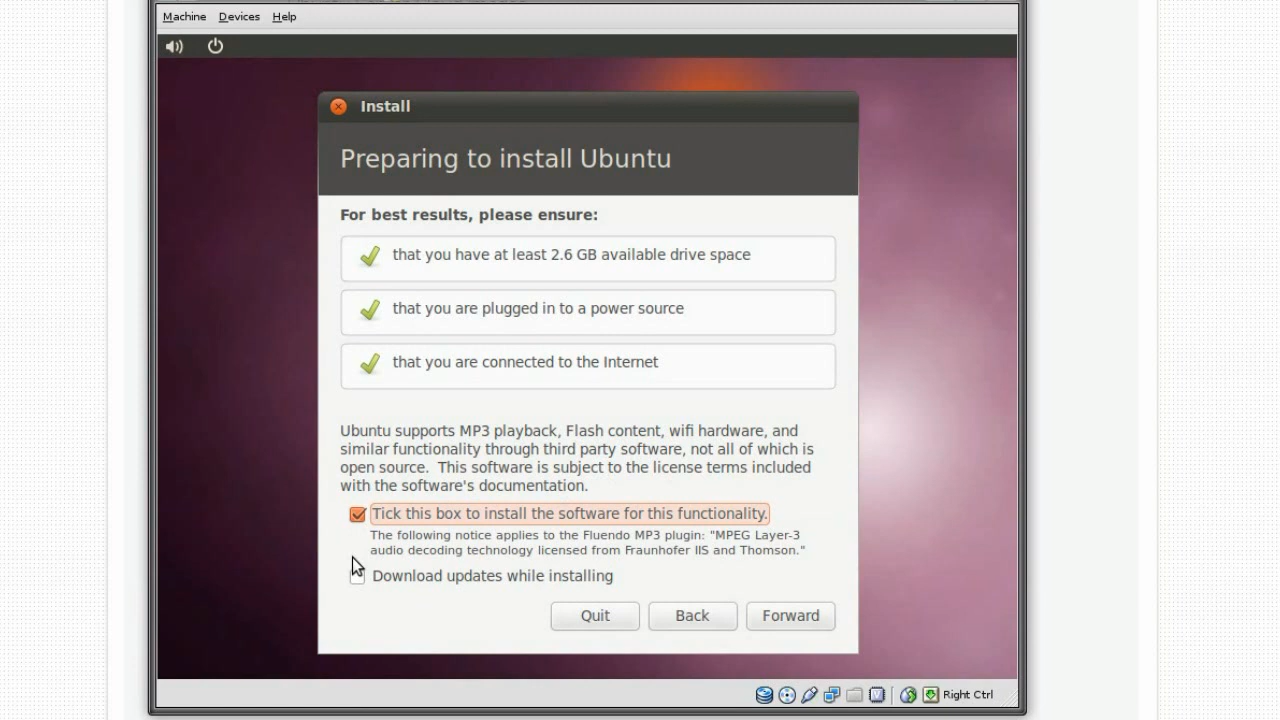 Machine Devices Help
Install
Preparing to install Ubuntu
For best results, please ensure:
that you have at least 2.6 GB available drive space
that you are plugged in to a power source
that you are connected to the Internet
Ubuntu supports MP3 playback, Flash content, wifi hardware, and
similar functionality through third party software, not all of which is
open source. This software is subject to the license terms included
with the software's documentation.
Tick this box to install the software for this functionality.
The following notice applies to the Fluendo MP3 plugin: "MPEG Layer-3
audio decoding technology licensed from Fraunhofer IIS and Thomson."
Download updates while installing
Quit Back Forward
Right Ctrl